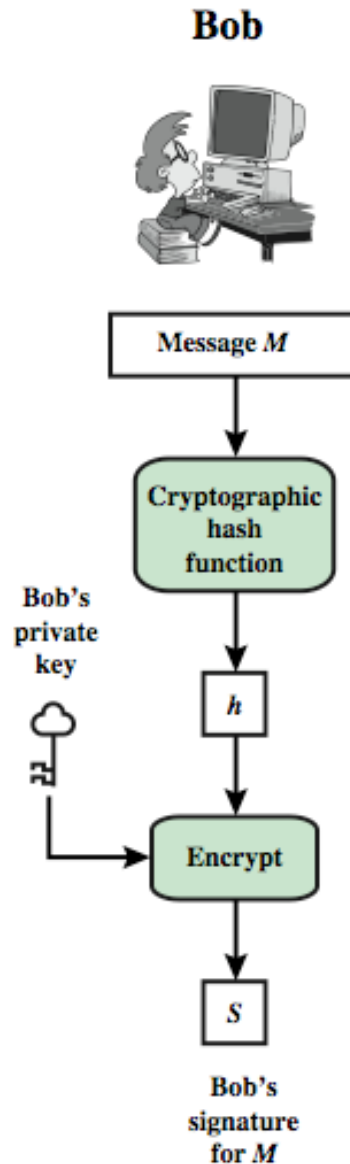 Bob
Message M
Cryptographic
hash
function
Bob's
private
key
h
Encrypt
S
Bob's
signature
for M